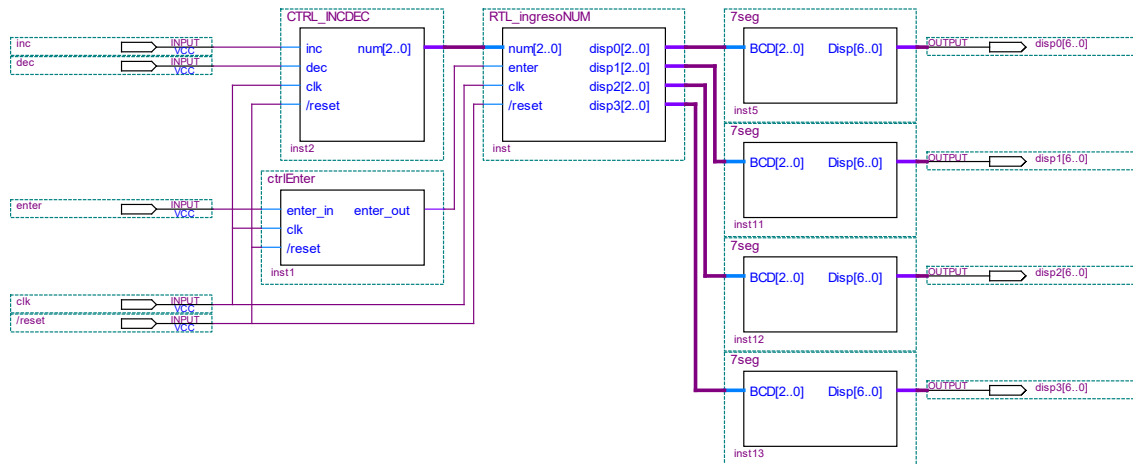 CTRL_INCDEC
inc num[2..0]
dec
clk
/reset
inst2
RTL_ingresoNUM
num[2..0] disp0[2..0]
enter disp1[2..0]
clk disp2[2..0]
/reset disp3[2..0]
inst
7seg
BCD[2..0] Disp[6..0]
inst5
OUTPUT disp0[6..0]
inc INPUT
VCC
dec INPUT
VCC
7seg
BCD[2..0] Disp[6..0]
inst11
OUTPUT disp1[6..0]
ctrlEnter
enter_in enter_out
clk
/reset
inst1
enter INPUT
VCC
7seg
BCD[2..0] Disp[6..0]
inst12
OUTPUT disp2[6..0]
clk INPUT
VCC
/reset INPUT
VCC
7seg
BCD[2..0] Disp[6..0]
inst13
OUTPUT disp3[6..0]